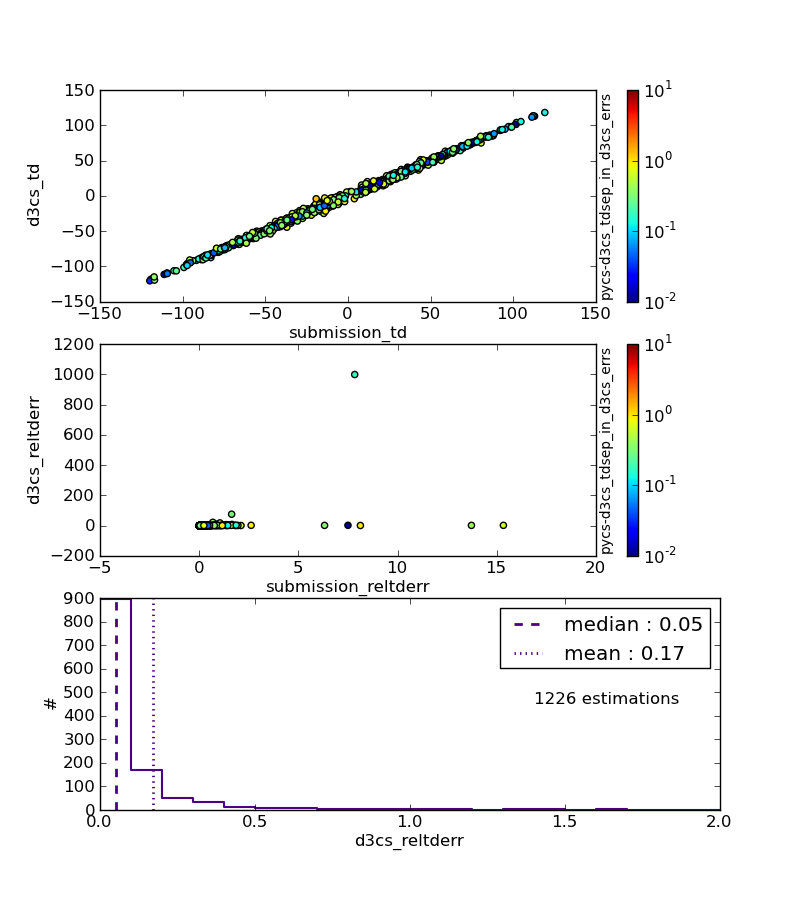 150
100
50
0
−50
−100
−150
d3cs_td
−150 −100 −50 0 50 100 150
submission_td
10^1
10^0
10^-1
10^-2
pycs-d3cs_tdsep_in_d3cs_errs
1200
1000
800
600
400
200
0
−200
d3cs_reltderr
−5 0 5 10 15 20
submission_reltderr
10^1
10^0
10^-1
10^-2
pycs-d3cs_tdsep_in_d3cs_errs
900
800
700
600
500
400
300
200
100
0
#
median : 0.05
mean : 0.17
1226 estimations
0.0 0.5 1.0 1.5 2.0
d3cs_reltderr